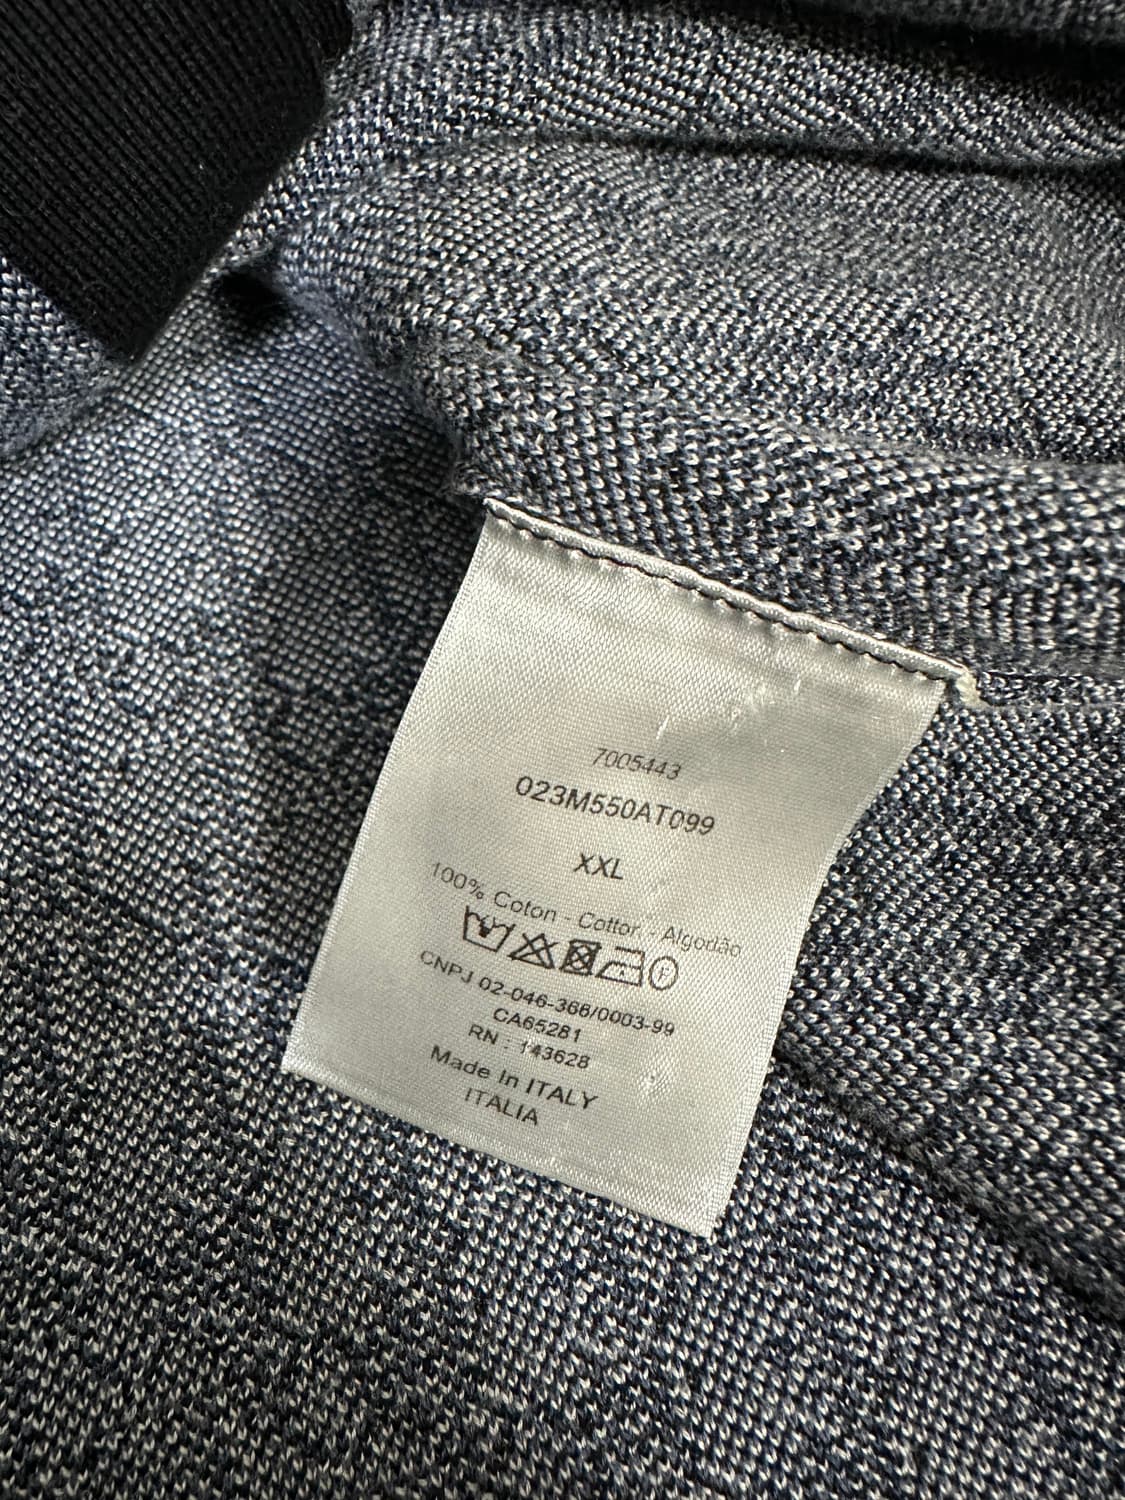 7005443
023M550AT099
XXL
100% Coton - Cotton - Algodão
CNPJ 02-046-366/0003-99
CA65281
RN : 143628
Made In ITALY
ITALIA